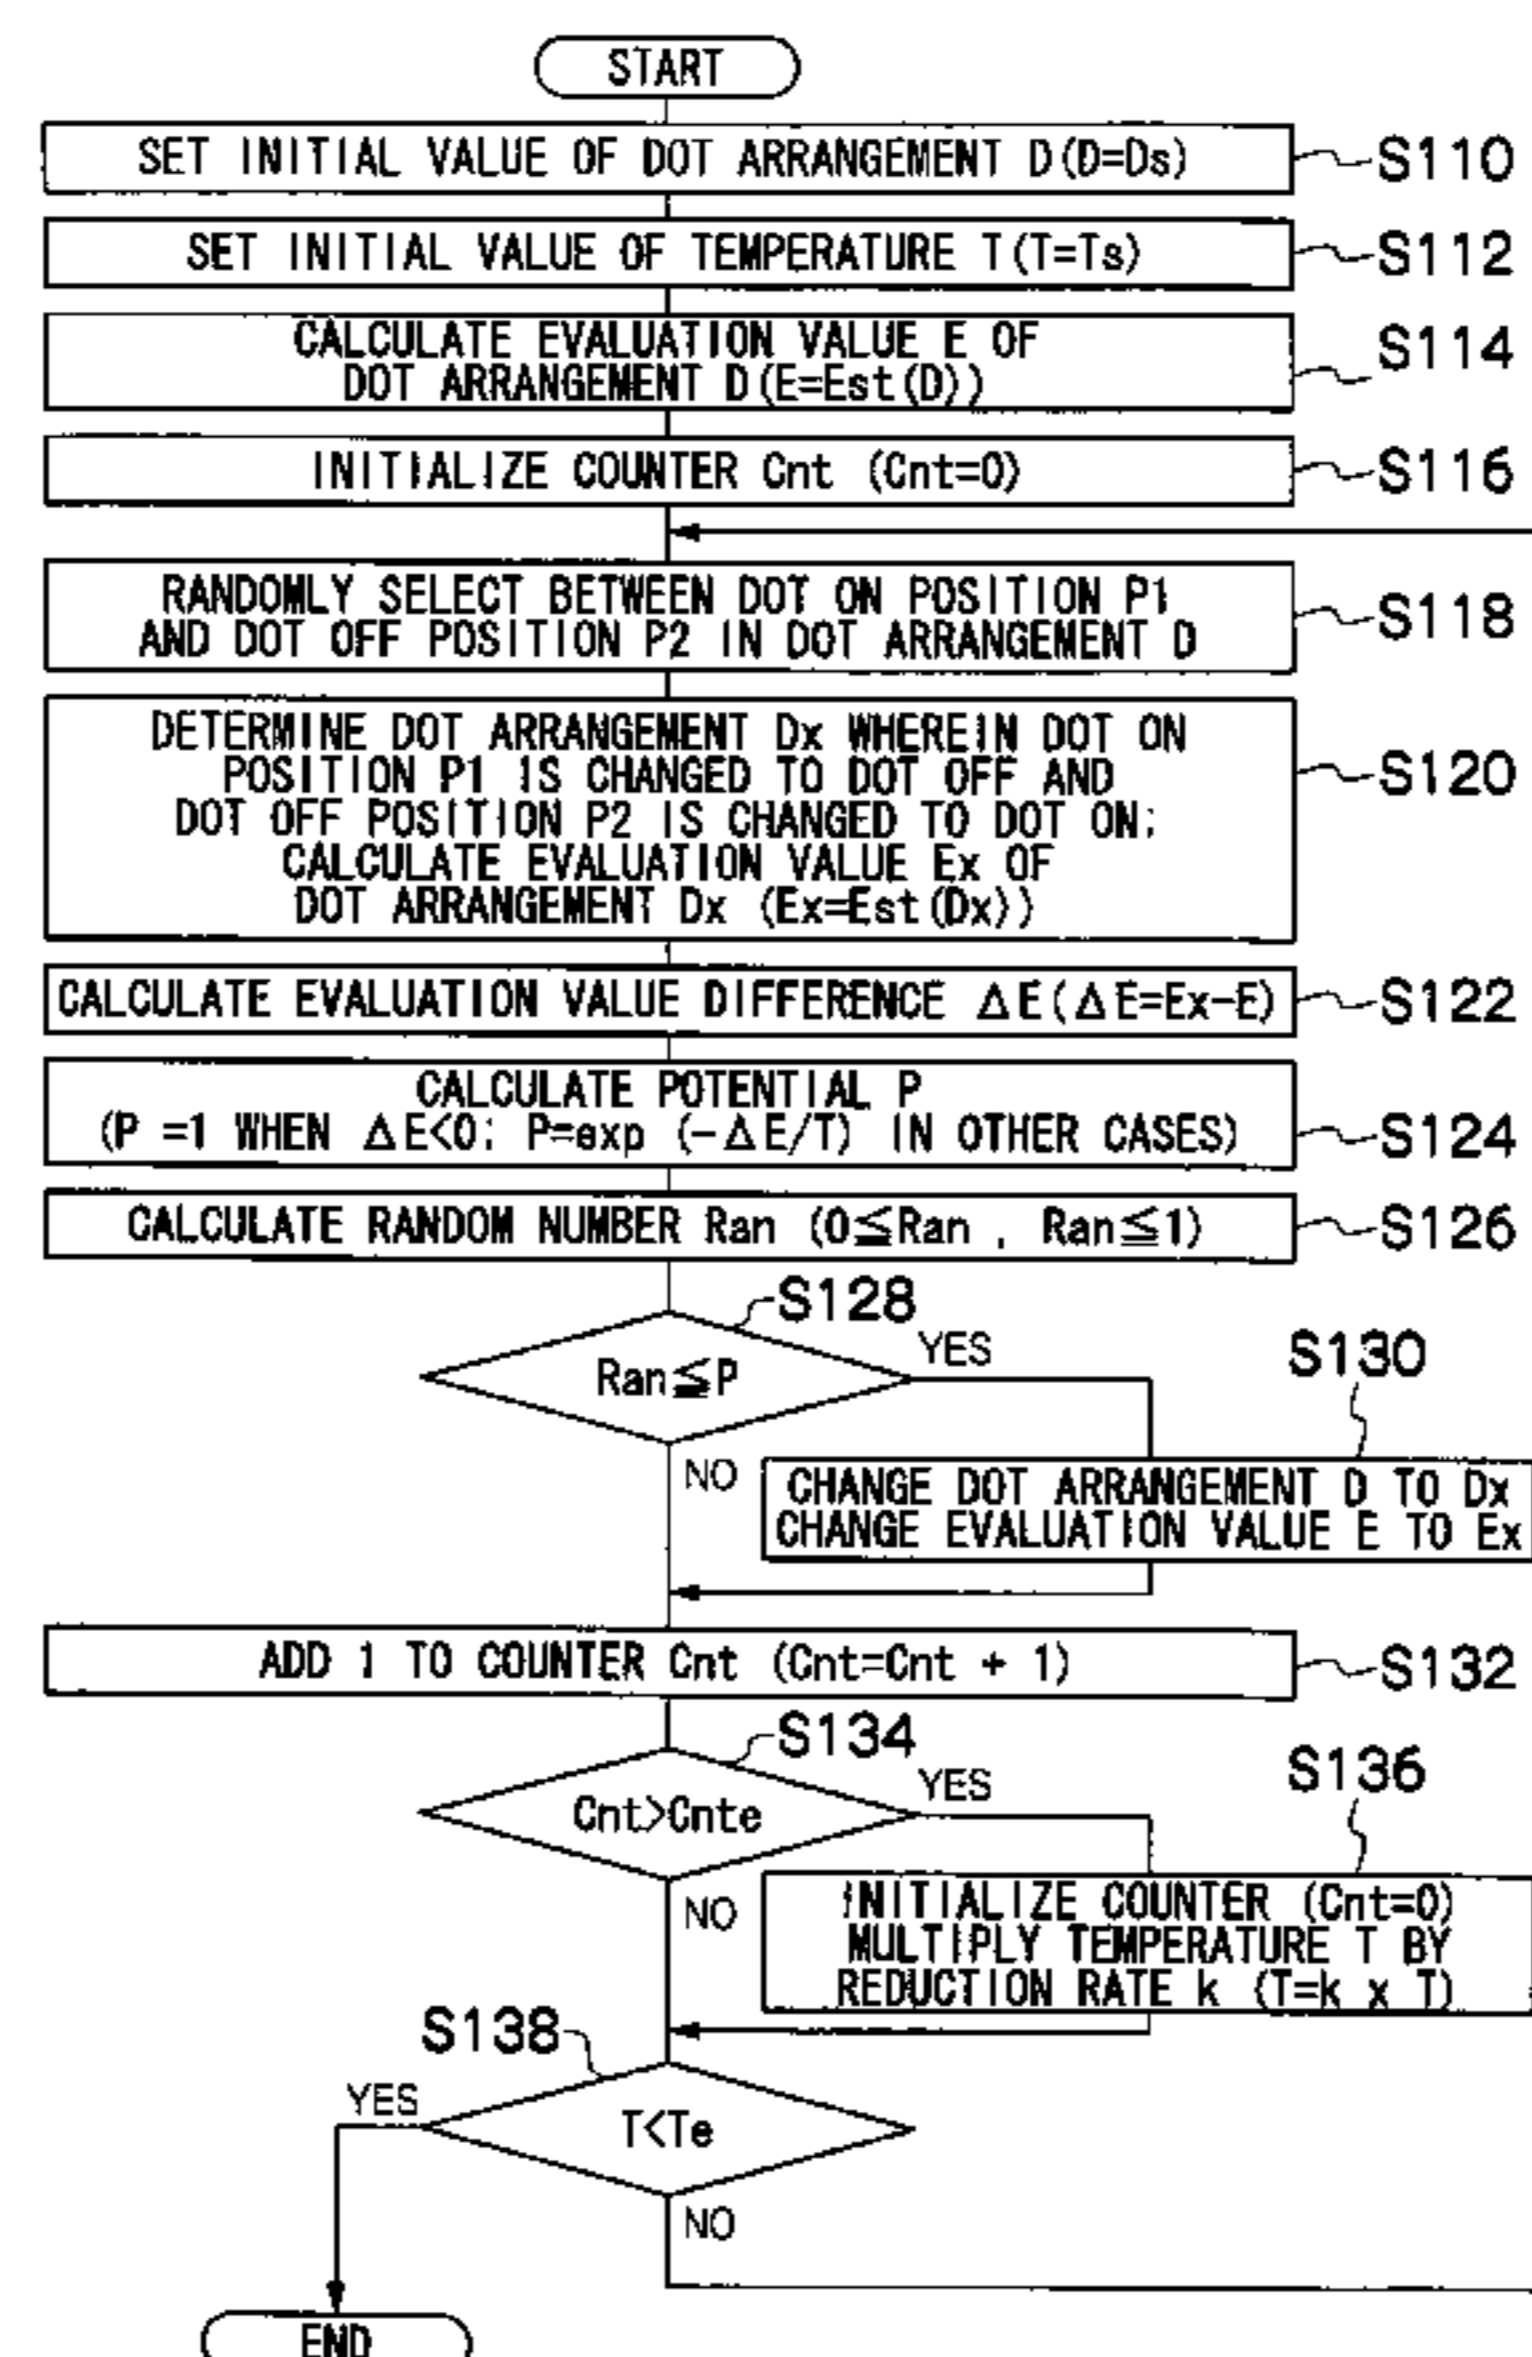 START
SET INITIAL VALUE OF DOT ARRANGEMENT D(D=Ds)
S110
SET INITIAL VALUE OF TEMPERATURE T(T=Ts)
S112
CALCULATE EVALUATION VALUE E OF
DOT ARRANGEMENT D(E=Est(D))
S114
INITIALIZE COUNTER Cnt (Cnt=0)
S116
RANDOMLY SELECT BETWEEN DOT ON POSITION P1
AND DOT OFF POSITION P2 IN DOT ARRANGEMENT D
S118
DETERMINE DOT ARRANGEMENT Dx WHEREIN DOT ON
POSITION P1 IS CHANGED TO DOT OFF AND
DOT OFF POSITION P2 IS CHANGED TO DOT ON;
CALCULATE EVALUATION VALUE Ex OF
DOT ARRANGEMENT Dx (Ex=Est(Dx))
S120
CALCULATE EVALUATION VALUE DIFFERENCE ΔE(ΔE=Ex-E)
S122
CALCULATE POTENTIAL P
(P =1 WHEN ΔE<0; P=exp (-ΔE/T) IN OTHER CASES)
S124
CALCULATE RANDOM NUMBER Ran (0≦Ran , Ran≦1)
S126
S128
Ran≦P
YES
S130
NO
CHANGE DOT ARRANGEMENT D TO Dx
CHANGE EVALUATION VALUE E TO Ex
ADD 1 TO COUNTER Cnt (Cnt=Cnt + 1)
S132
S134
Cnt>Cnte
YES
S136
NO
INITIALIZE COUNTER (Cnt=0)
MULTIPLY TEMPERATURE T BY
REDUCTION RATE k (T=k x T)
S138
YES
T<Te
NO
END